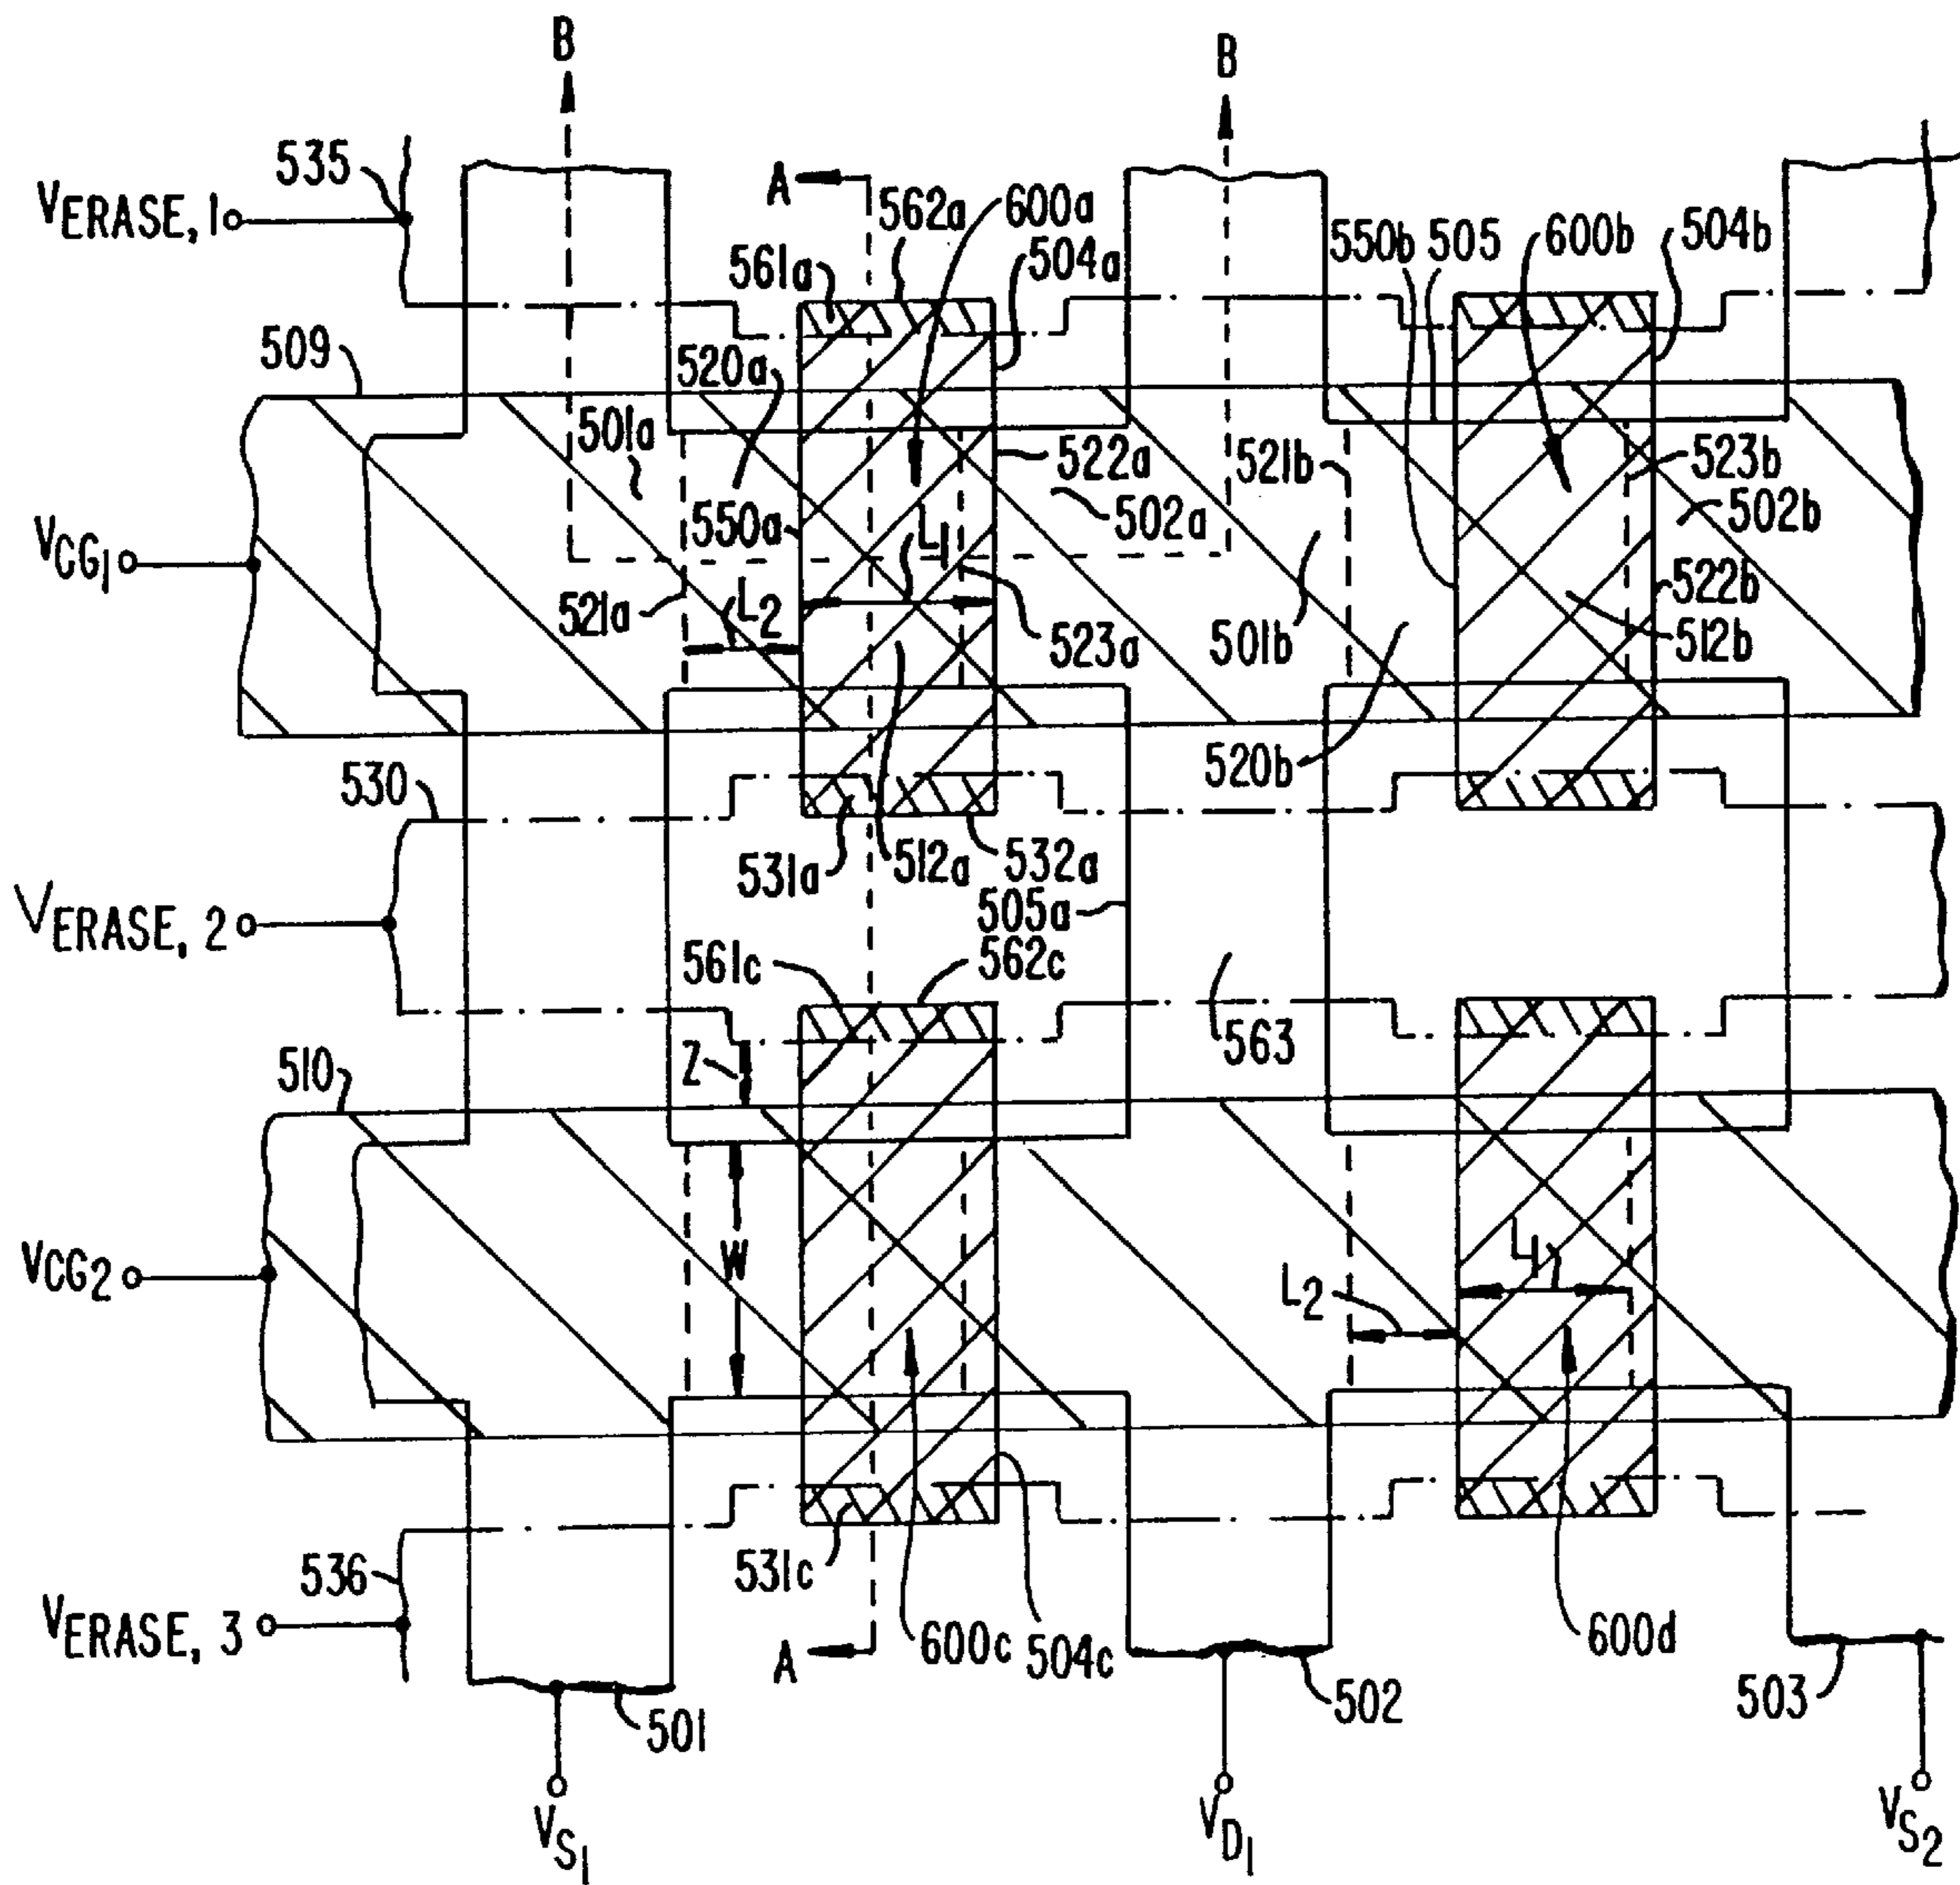 B
B
535
A
562a
600a
550b
505
600b
504b
VERASE, 1
561a
504a
509
520a
501a
522a
521b
523b
502a
502b
550a
L1
VCG1
521a
L2
522b
523a
501b
512b
530
520b
531a
512a
532a
505a
VERASE, 2
561c
562c
563
510
Z
W
L1
VCG2
L2
536
531c
VERASE, 3
A
600c
504c
600d
501
502
503
VS1
VD1
VS2